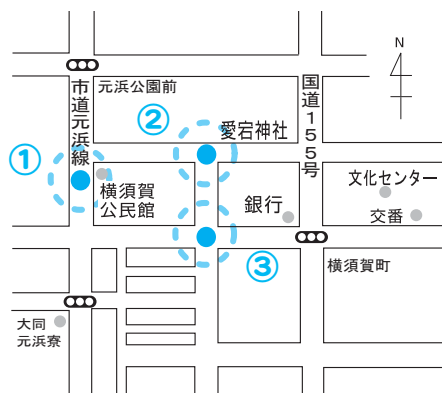 N
元浜公園前
市道元浜線
国道155号
②
愛宕神社
①
横須賀
公民館
銀行
文化センター
交番
③
横須賀町
大同
元浜寮